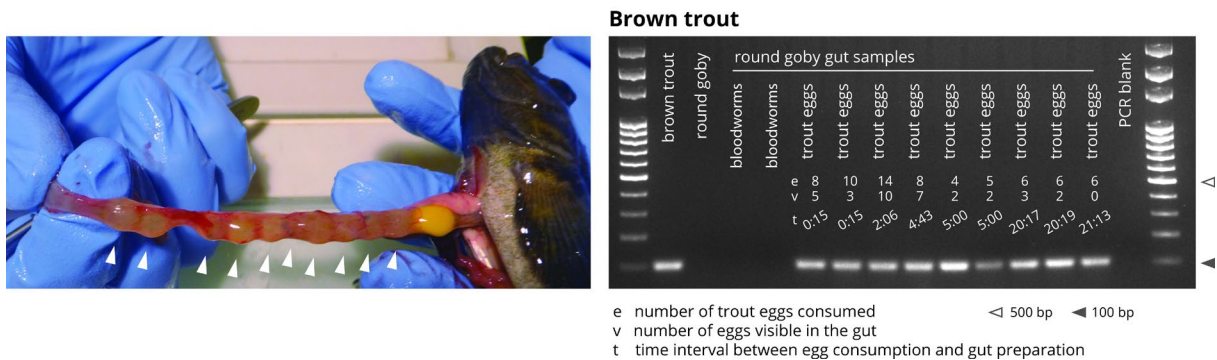 Brown trout
round goby gut samples
brown trout
round goby
bloodworms
bloodworms
trout eggs
trout eggs
trout eggs
trout eggs
trout eggs
trout eggs
trout eggs
trout eggs
trout eggs
PCR blank
e 8 10 14 8 4 5 6 6 6
v 5 3 10 7 2 2 3 2 0
t 0:15 0:15 2:06 4:43 5:00 5:00 20:17 20:19 21:13
e number of trout eggs consumed
500 bp
100 bp
v number of eggs visible in the gut
t time interval between egg consumption and gut preparation